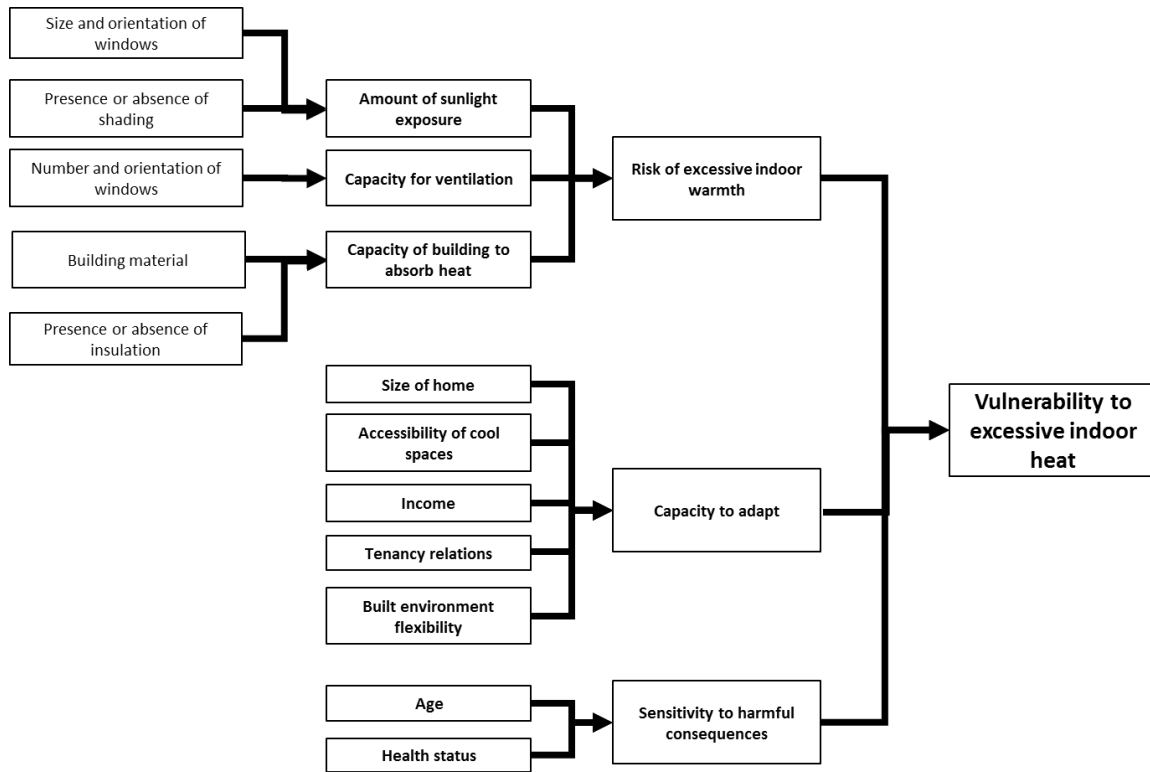 Size and orientation of
windows
Presence or absence of
shading
Number and orientation of
windows
Building material
Presence or absence of
insulation
Amount of sunlight
exposure
Capacity for ventilation
Capacity of building to
absorb heat
Size of home
Accessibility of cool
spaces
Income
Tenancy relations
Built environment
flexibility
Age
Health status
Risk of excessive indoor
warmth
Capacity to adapt
Sensitivity to harmful
consequences
Vulnerability to
excessive indoor
heat